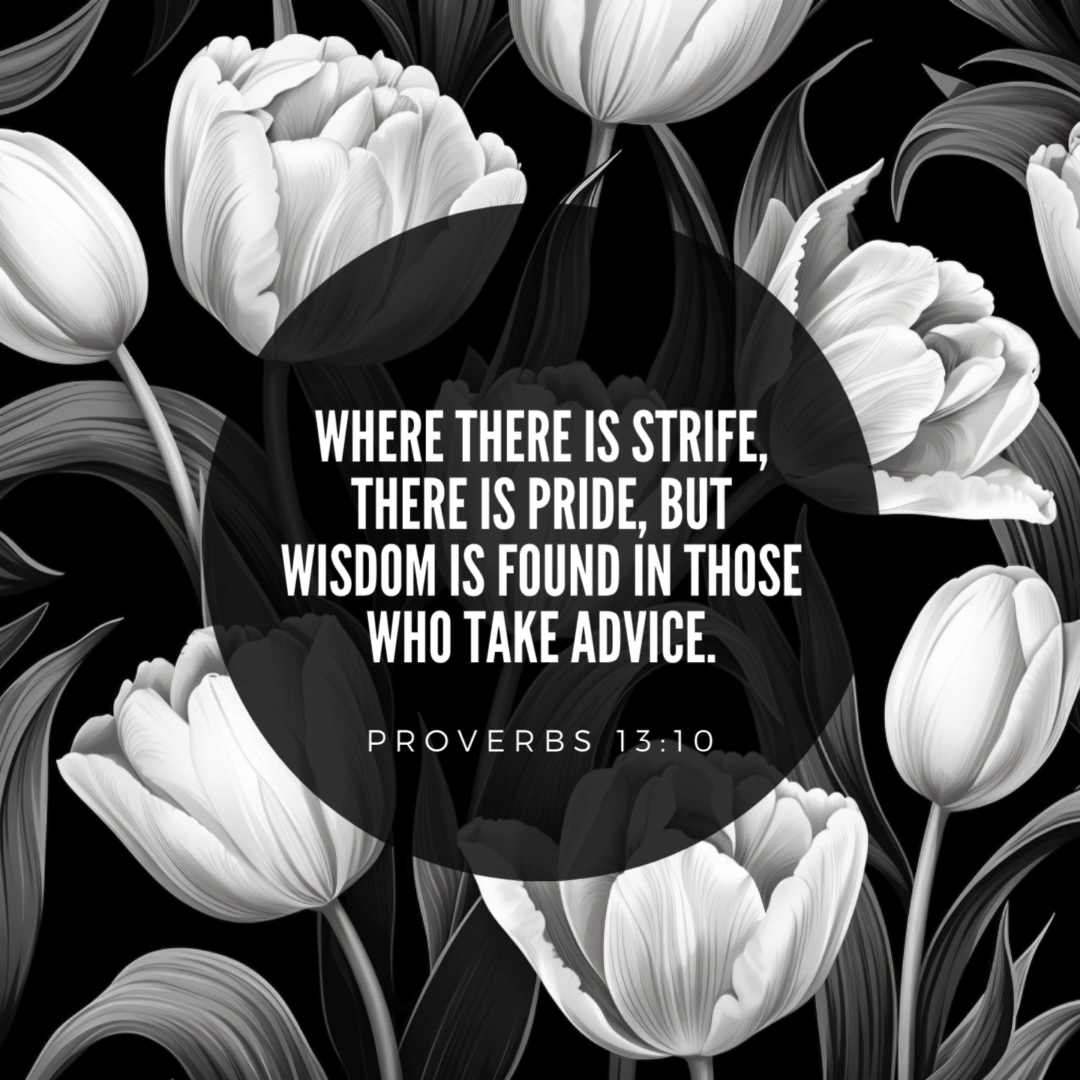 WHERE THERE IS STRIFE,
THERE IS PRIDE, BUT
WISDOM IS FOUND IN THOSE
WHO TAKE ADVICE.
PROVERBS 13:10